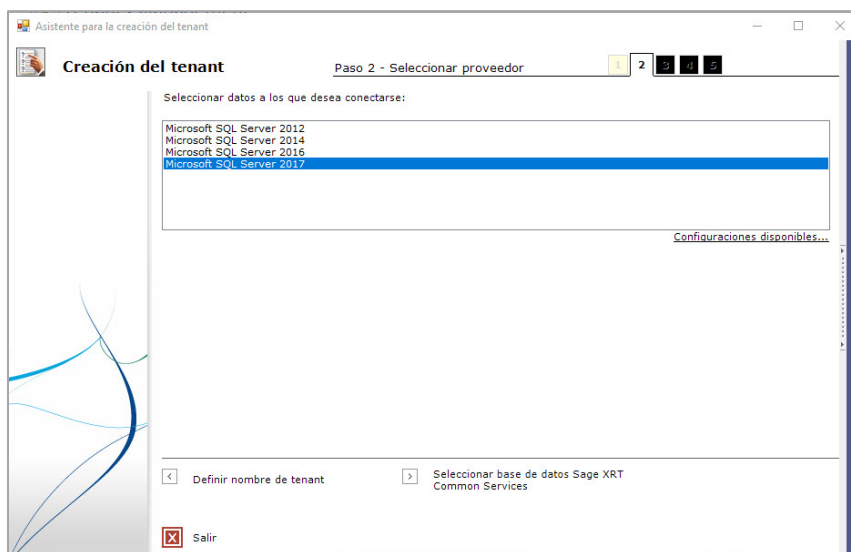 Asistente para la creación del tenant
Creación del tenant
Paso 2 - Seleccionar proveedor
1 2 3 4 5
Seleccionar datos a los que desea conectarse:
Microsoft SQL Server 2012
Microsoft SQL Server 2014
Microsoft SQL Server 2016
Microsoft SQL Server 2017
Configuraciones disponibles...
Definir nombre de tenant
Seleccionar base de datos Sage XRT
Common Services
Salir